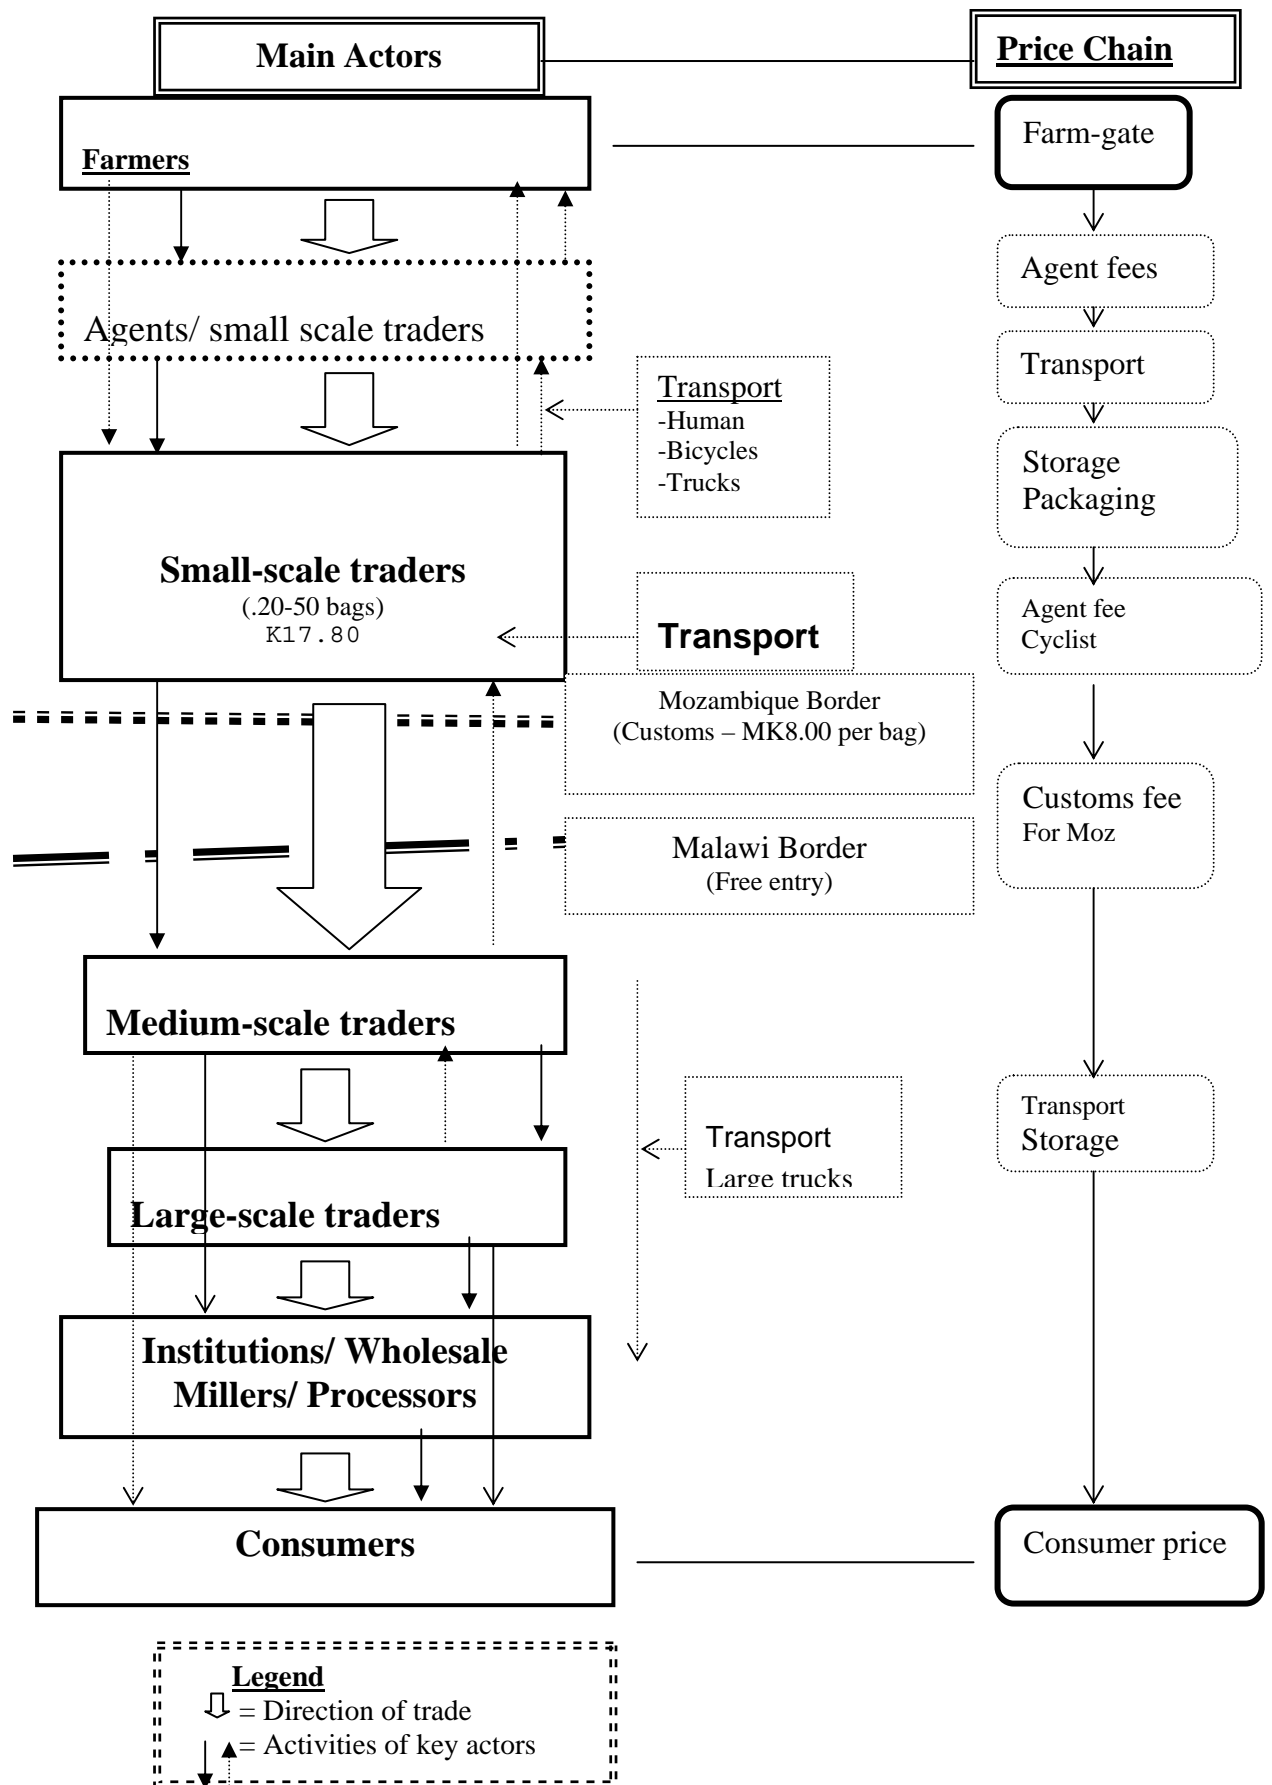 Main Actors
Price Chain
Farmers
Farm-gate
Agent fees
Agents/ small scale traders
Transport
Transport
-Human
-Bicycles
-Trucks
Storage
Packaging
Small-scale traders
(.20-50 bags)
K17.80
Transport
Agent fee
Cyclist
Mozambique Border
(Customs – MK8.00 per bag)
Customs fee
For Moz
Malawi Border
(Free entry)
Medium-scale traders
Transport
Large trucks
Transport
Storage
Large-scale traders
Institutions/ Wholesale
Millers/ Processors
Consumers
Consumer price
Legend
= Direction of trade
= Activities of key actors